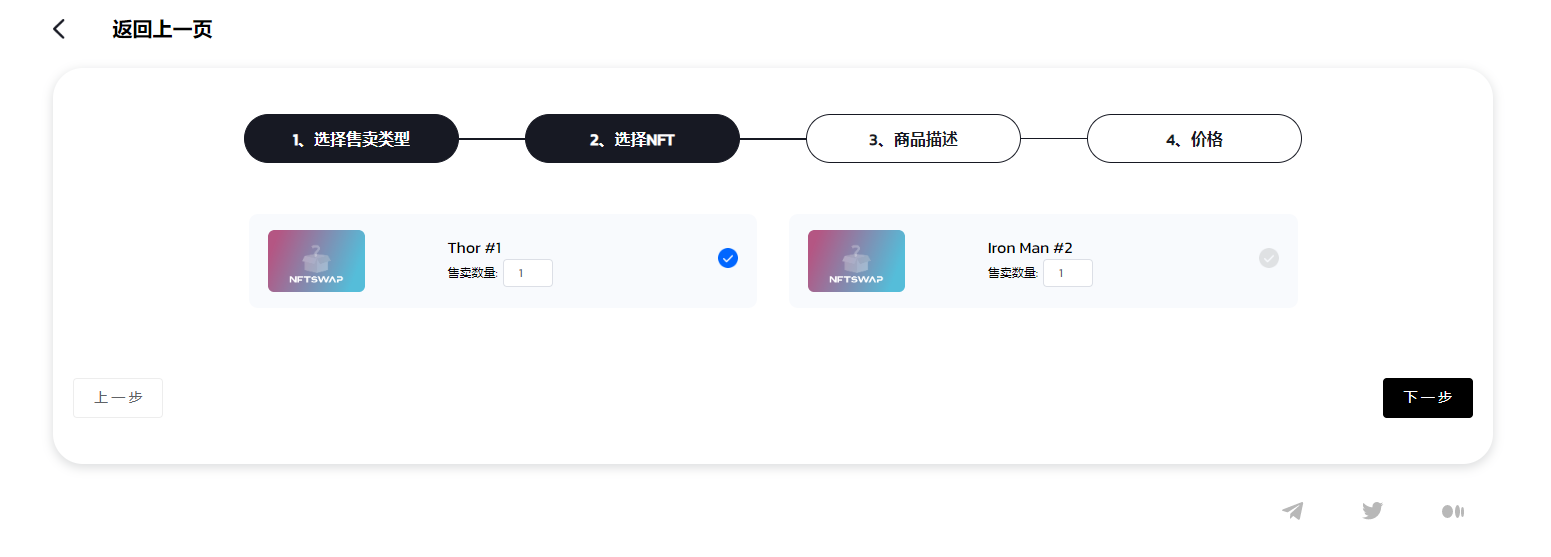 返回上一页
1、选择售卖类型
2、选择NFT
3、商品描述
4、价格
NFTSWAP
Thor #1
售卖数量: 1
NFTSWAP
Iron Man #2
售卖数量: 1
上一步
下一步